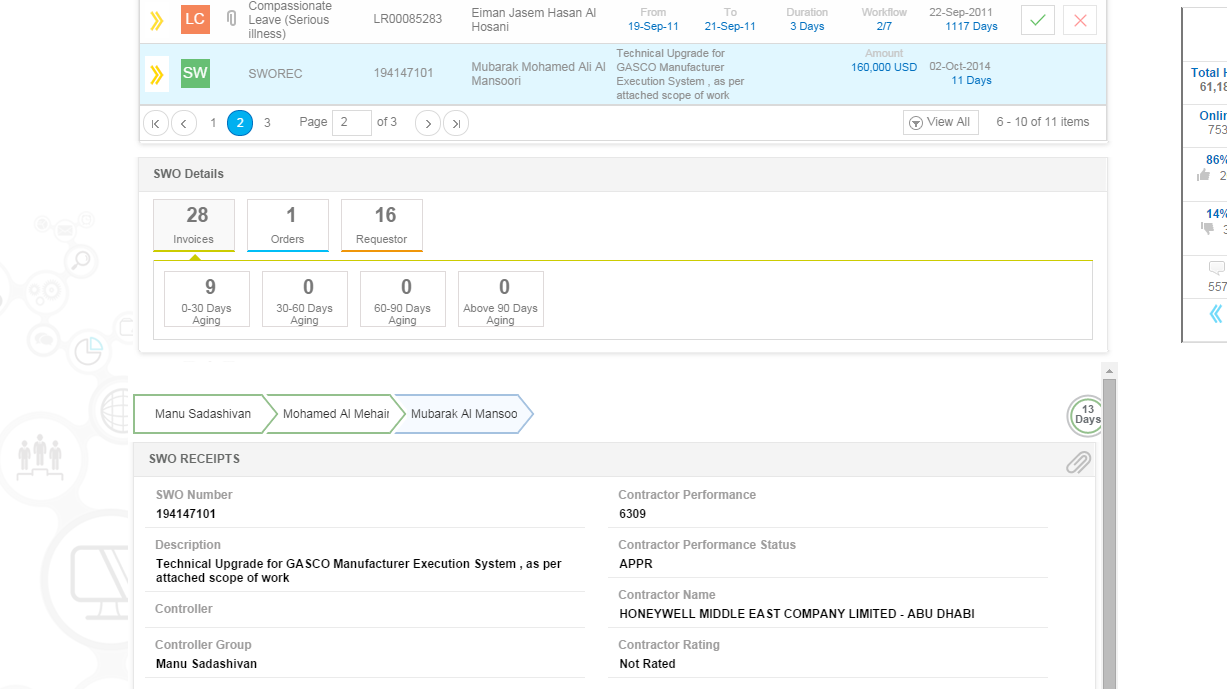 LC
Compassionate
Leave (Serious
illness)
LR00085283
Eiman Jasem Hasan Al
Hosani
From
19-Sep-11
To
21-Sep-11
Duration
3 Days
Workflow
2/7
22-Sep-2011
1117 Days
SW
SWOREC
194147101
Mubarak Mohamed Ali Al
Mansoori
Technical Upgrade for
GASCO Manufacturer
Execution System , as per
attached scope of work
Amount
160,000 USD
02-Oct-2014
11 Days
1 2 3 Page 2 of 3
View All
6 - 10 of 11 items
SWO Details
28
Invoices
1
Orders
16
Requestor
9
0-30 Days
Aging
0
30-60 Days
Aging
0
60-90 Days
Aging
0
Above 90 Days
Aging
Manu Sadashivan
Mohamed Al Mehair
Mubarak Al Mansoo
13
Days
SWO RECEIPTS
SWO Number
194147101
Description
Technical Upgrade for GASCO Manufacturer Execution System , as per
attached scope of work
Controller
Controller Group
Manu Sadashivan
Contractor Performance
6309
Contractor Performance Status
APPR
Contractor Name
HONEYWELL MIDDLE EAST COMPANY LIMITED - ABU DHABI
Contractor Rating
Not Rated
Total
61,18
Onlin
753
86%
2
14%
3
557